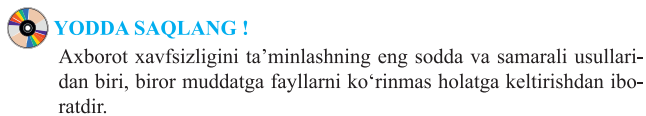 YODDA SAQLANG !
Axborot xavfsizligini ta’minlashning eng sodda va samarali usullari-
dan biri, biror muddatga fayllarni ko‘rinmas holatga keltirishdan ibo-
ratdir.